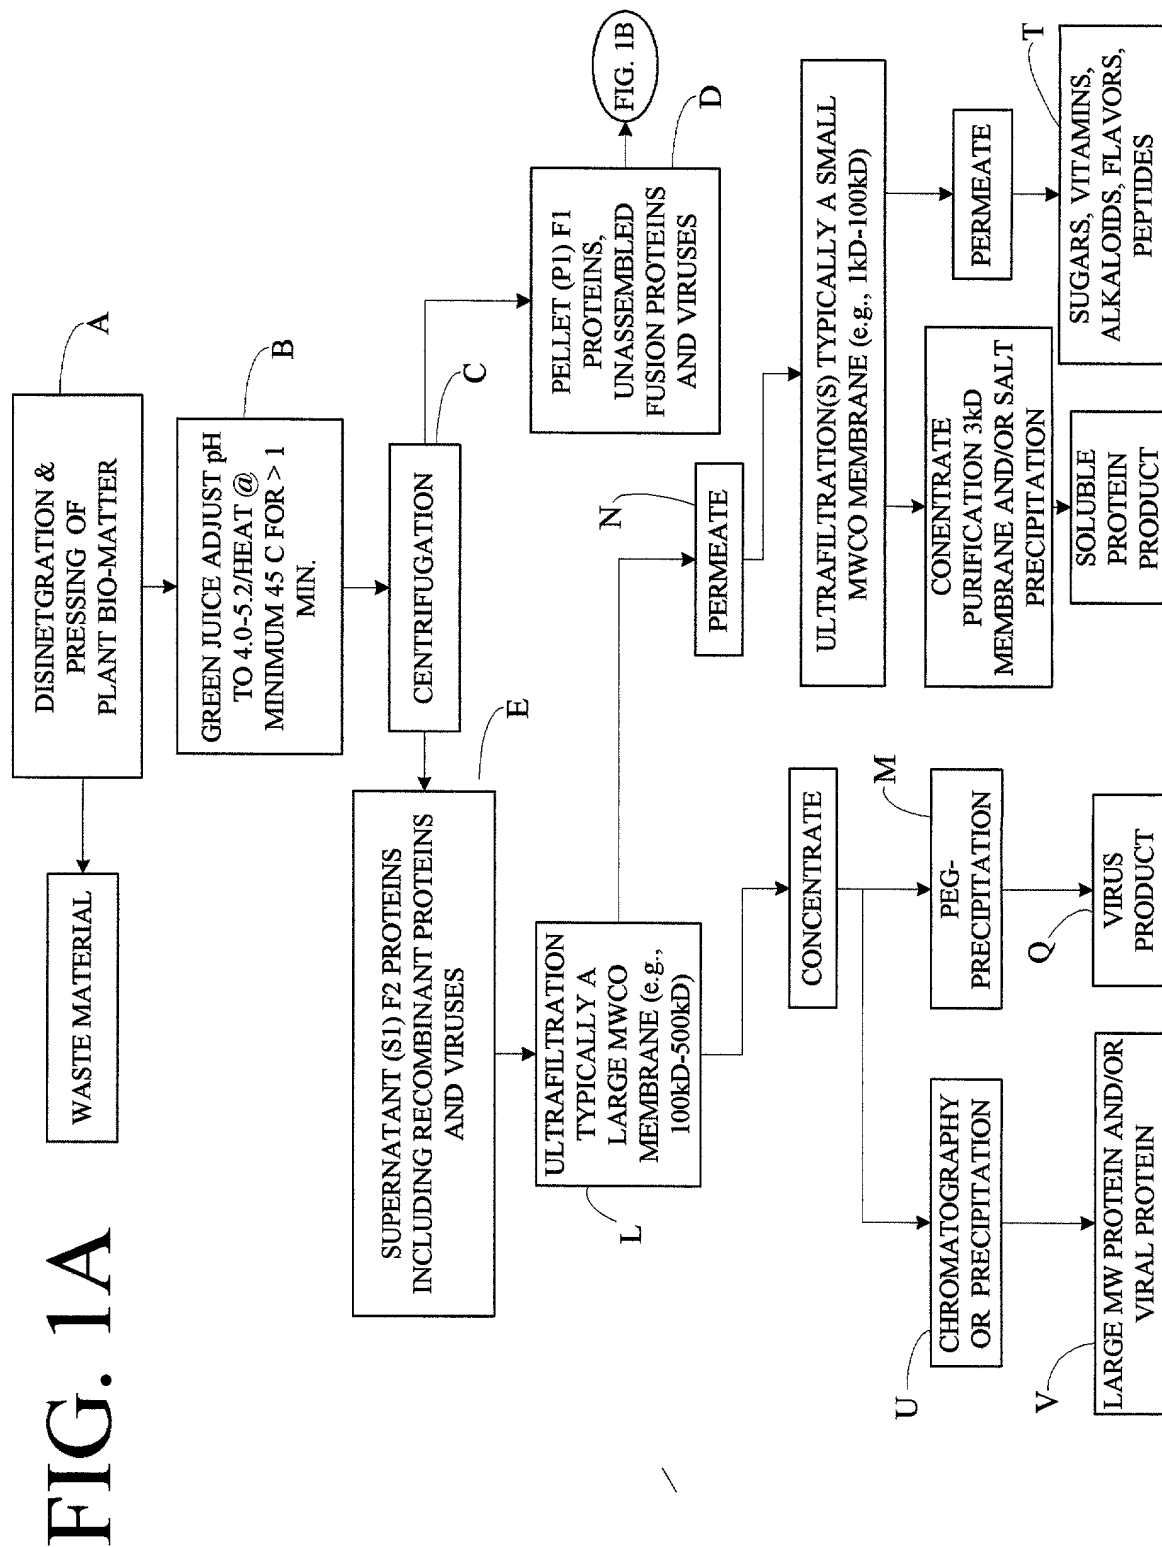 FIG. 1A
DISINETGRATION &
PRESSING OF
PLANT BIO-MATTER
A
WASTE MATERIAL
GREEN JUICE ADJUST pH
TO 4.0-5.2/HEAT @
MINIMUM 45 C FOR > 1
MIN.
B
CENTRIFUGATION
C
SUPERNATANT (S1) F2 PROTEINS
INCLUDING RECOMBINANT PROTEINS
AND VIRUSES
E
PELLET (P1) F1
PROTEINS,
UNASSEMBLED
FUSION PROTEINS
AND VIRUSES
D
FIG. 1B
ULTRAFILTRATION
TYPICALLY A
LARGE MWCO
MEMBRANE (e.g.,
100kD-500kD)
L
N
PERMEATE
CONCENTRATE
ULTRAFILTRATION(S) TYPICALLY A SMALL
MWCO MEMBRANE (e.g., 1kD-100kD)
U
CHROMATOGRAPHY
OR PRECIPITATION
M
PEG-
PRECIPITATION
CONENTRATE
PURIFICATION 3kD
MEMBRANE AND/OR SALT
PRECIPITATION
PERMEATE
V
LARGE MW PROTEIN AND/OR
VIRAL PROTEIN
Q
VIRUS
PRODUCT
SOLUBLE
PROTEIN
PRODUCT
T
SUGARS, VITAMINS,
ALKALOIDS, FLAVORS,
PEPTIDES